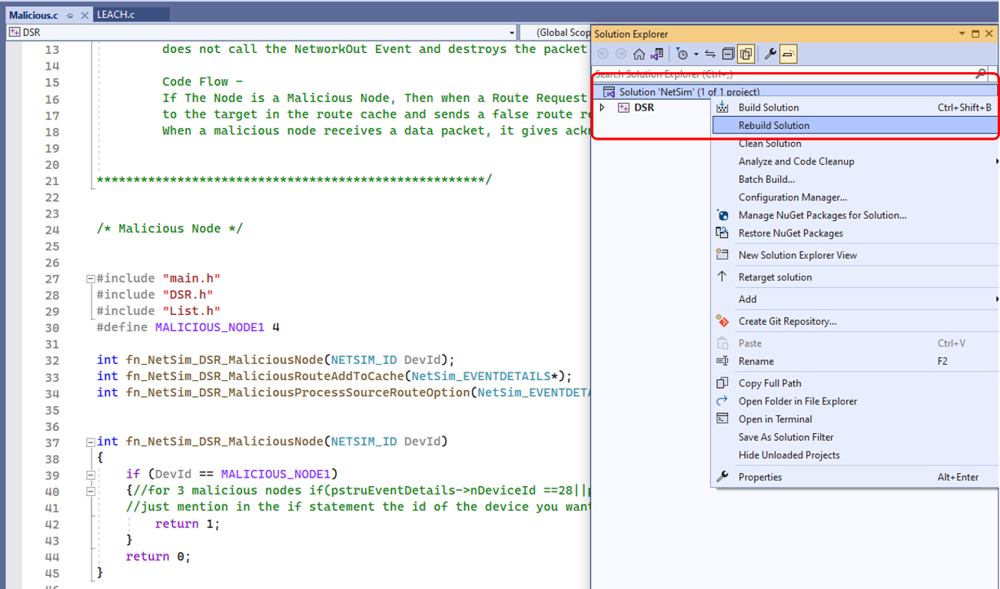 Malicious.c
LEACH.c
DSR
(Global Scop
13 does not call the NetworkOut Event and destroys the packet
14
15 Code Flow -
16 If The Node is a Malicious Node, Then when a Route Request
17 to the target in the route cache and sends a false route re
18 When a malicious node receives a data packet, it gives ack
19
20
21 *****************************************************/
22
23
24 /* Malicious Node */
25
26
27 #include "main.h"
28 #include "DSR.h"
29 #include "List.h"
30 #define MALICIOUS_NODE1 4
31
32 int fn_NetSim_DSR_MaliciousNode(NETSIM_ID DevId);
33 int fn_NetSim_DSR_MaliciousRouteAddToCache(NetSim_EVENTDETAILS*);
34 int fn_NetSim_DSR_MaliciousProcessSourceRouteOption(NetSim_EVENTDETA
35
36
37 int fn_NetSim_DSR_MaliciousNode(NETSIM_ID DevId)
38 {
39 if (DevId == MALICIOUS_NODE1)
40 {//for 3 malicious nodes if(pstruEventDetails->nDeviceId ==28||p
41 //just mention in the if statement the id of the device you want
42 return 1;
43 }
44 return 0;
45 }
46
Solution Explorer
Search Solution Explorer (Ctrl+;)
Solution 'NetSim' (1 of 1 project)
DSR
Build Solution Ctrl+Shift+B
Rebuild Solution
Clean Solution
Analyze and Code Cleanup
Batch Build...
Configuration Manager...
Manage NuGet Packages for Solution...
Restore NuGet Packages
New Solution Explorer View
Retarget solution
Add
Create Git Repository...
Paste Ctrl+V
Rename F2
Copy Full Path
Open Folder in File Explorer
Open in Terminal
Save As Solution Filter
Hide Unloaded Projects
Properties Alt+Enter